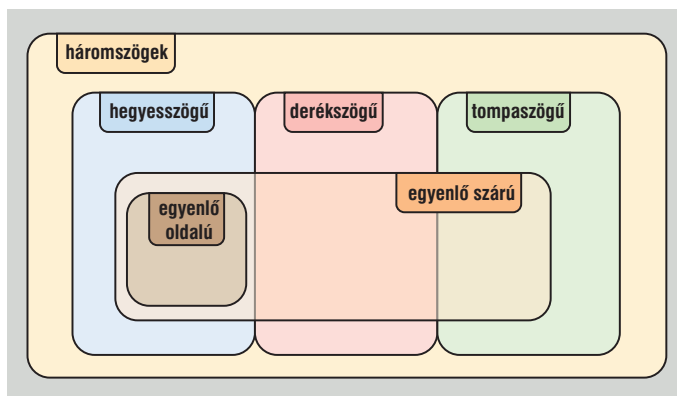 háromszögek
hegyesszögű
derékszögű
tompaszögű
egyenlő szárú
egyenlő
oldalú